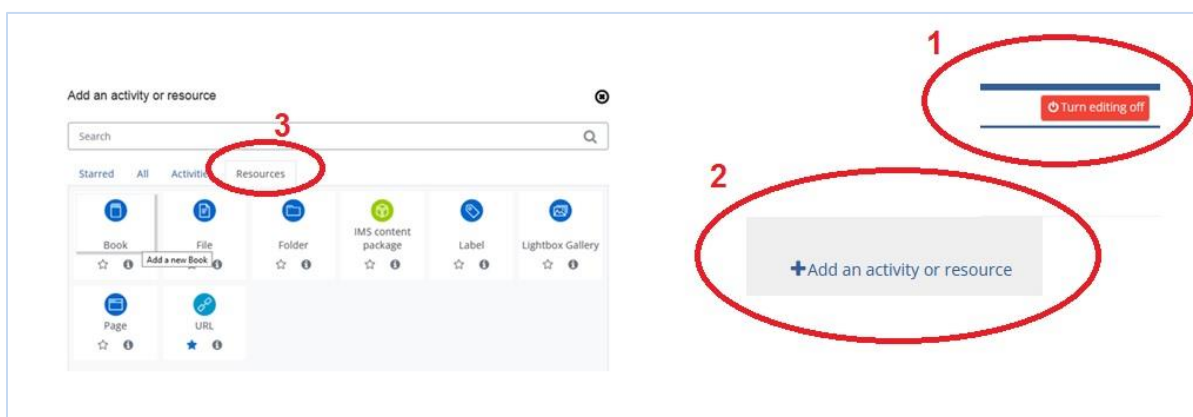 1
Turn editing off
Add an activity or resource
Search
3
Starred All Activities Resources
2
Book File Folder IMS content package Label Lightbox Gallery
Add a new Book
+Add an activity or resource
Page URL